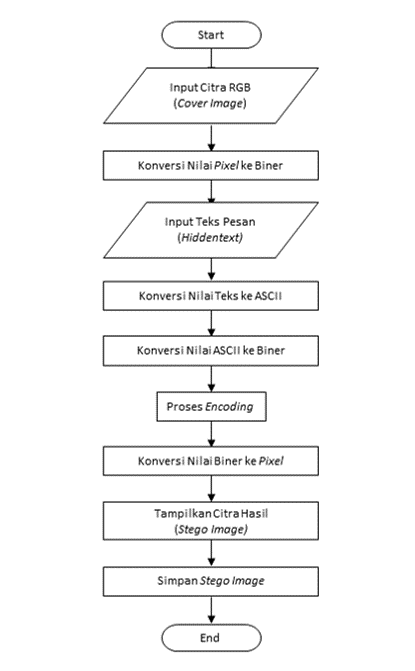 Start
Input Citra RGB
(Cover Image)
Konversi Nilai Pixel ke Biner
Input Teks Pesan
(Hiddentext)
Konversi Nilai Teks ke ASCII
Konversi Nilai ASCII ke Biner
Proses Encoding
Konversi Nilai Biner ke Pixel
Tampilkan Citra Hasil
(Stego Image)
Simpan Stego Image
End